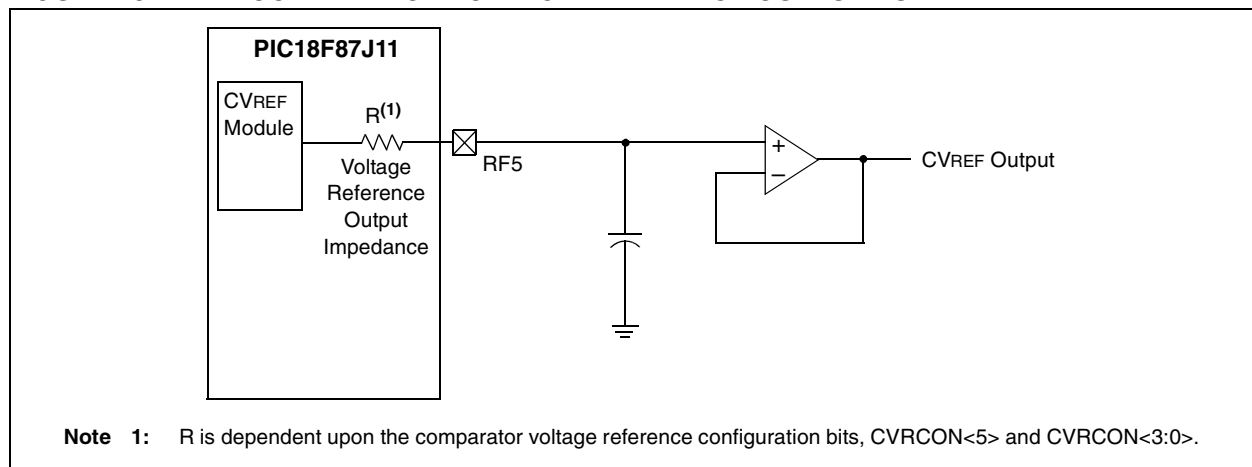 PIC18F87J11
CVREF
Module
R(1)
Voltage
Reference
Output
Impedance
RF5
+
–
CVREF Output
Note 1: R is dependent upon the comparator voltage reference configuration bits, CVRCON<5> and CVRCON<3:0>.